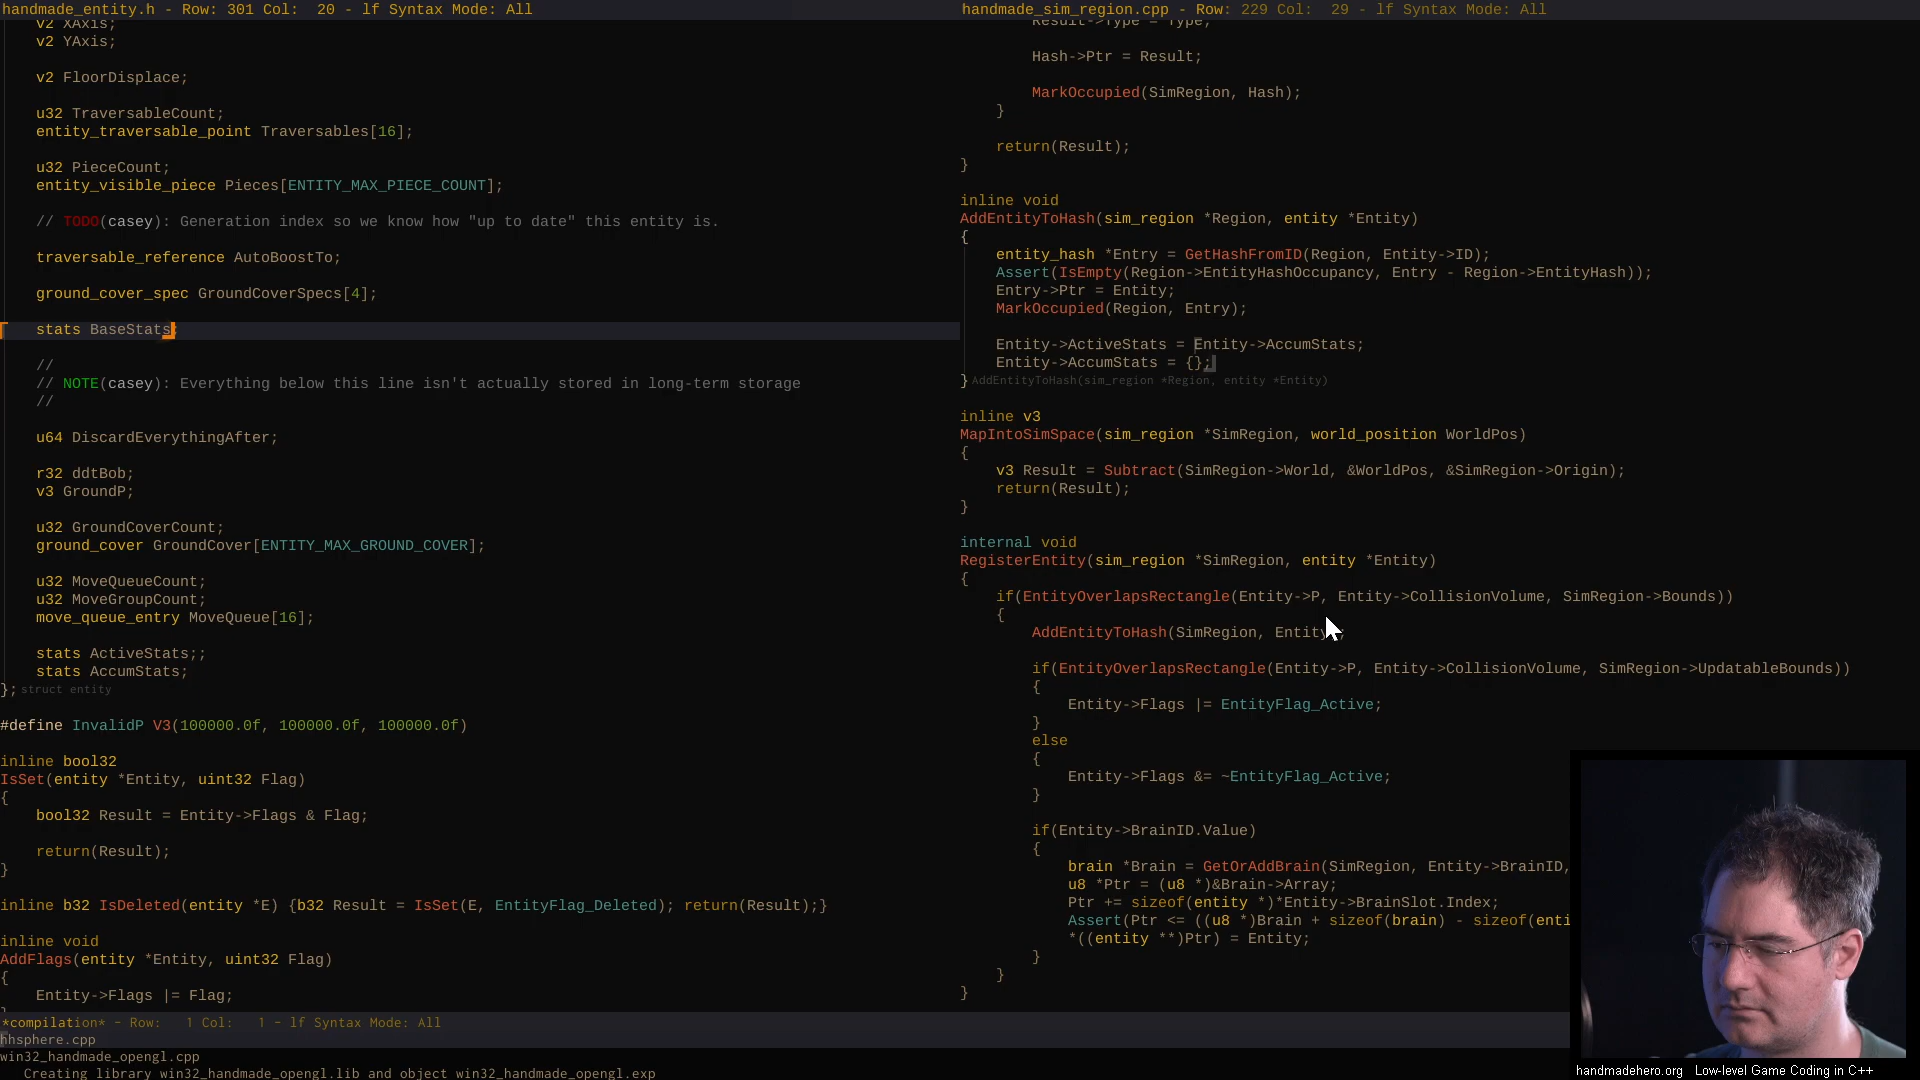 handmade_entity.h - Row: 301 Col:  20 - lf Syntax Mode: All
v2 XAxis;
v2 YAxis;
v2 FloorDisplace;
u32 TraversableCount;
entity_traversable_point Traversables[16];
u32 PieceCount;
entity_visible_piece Pieces[ENTITY_MAX_PIECE_COUNT];
// TODO(casey): Generation index so we know how "up to date" this entity is.
traversable_reference AutoBoostTo;
ground_cover_spec GroundCoverSpecs[4];
stats BaseStats;
//
// NOTE(casey): Everything below this line isn't actually stored in long-term storage
//
u64 DiscardEverythingAfter;
r32 ddtBob;
v3 GroundP;
u32 GroundCoverCount;
ground_cover GroundCover[ENTITY_MAX_GROUND_COVER];
u32 MoveQueueCount;
u32 MoveGroupCount;
move_queue_entry MoveQueue[16];
stats ActiveStats;;
stats AccumStats;
}; struct entity
#define InvalidP V3(100000.0f, 100000.0f, 100000.0f)
inline bool32
IsSet(entity *Entity, uint32 Flag)
{
bool32 Result = Entity->Flags & Flag;
return(Result);
}
inline b32 IsDeleted(entity *E) {b32 Result = IsSet(E, EntityFlag_Deleted); return(Result);}
inline void
AddFlags(entity *Entity, uint32 Flag)
{
Entity->Flags |= Flag;
handmade_sim_region.cpp - Row: 229 Col:  29 - lf Syntax Mode: All
Result->Type = Type;
Hash->Ptr = Result;
MarkOccupied(SimRegion, Hash);
}
return(Result);
}
inline void
AddEntityToHash(sim_region *Region, entity *Entity)
{
entity_hash *Entry = GetHashFromID(Region, Entity->ID);
Assert(IsEmpty(Region->EntityHashOccupancy, Entry - Region->EntityHash));
Entry->Ptr = Entity;
MarkOccupied(Region, Entry);
Entity->ActiveStats = Entity->AccumStats;
Entity->AccumStats = {};
} AddEntityToHash(sim_region *Region, entity *Entity)
inline v3
MapIntoSimSpace(sim_region *SimRegion, world_position WorldPos)
{
v3 Result = Subtract(SimRegion->World, &WorldPos, &SimRegion->Origin);
return(Result);
}
internal void
RegisterEntity(sim_region *SimRegion, entity *Entity)
{
if(EntityOverlapsRectangle(Entity->P, Entity->CollisionVolume, SimRegion->Bounds))
{
AddEntityToHash(SimRegion, Entity);
if(EntityOverlapsRectangle(Entity->P, Entity->CollisionVolume, SimRegion->UpdatableBounds))
{
Entity->Flags |= EntityFlag_Active;
}
else
{
Entity->Flags &= ~EntityFlag_Active;
}
if(Entity->BrainID.Value)
{
brain *Brain = GetOrAddBrain(SimRegion, Entity->BrainID,
u8 *Ptr = (u8 *)&Brain->Array;
Ptr += sizeof(entity *)*Entity->BrainSlot.Index;
Assert(Ptr <= ((u8 *)Brain + sizeof(brain) - sizeof(enti
*((entity **)Ptr) = Entity;
}
}
}
*compilation* - Row:   1 Col:   1 - lf Syntax Mode: All
hhsphere.cpp
win32_handmade_opengl.cpp
Creating library win32_handmade_opengl.lib and object win32_handmade_opengl.exp
handmadehero.org   Low-level Game Coding in C++